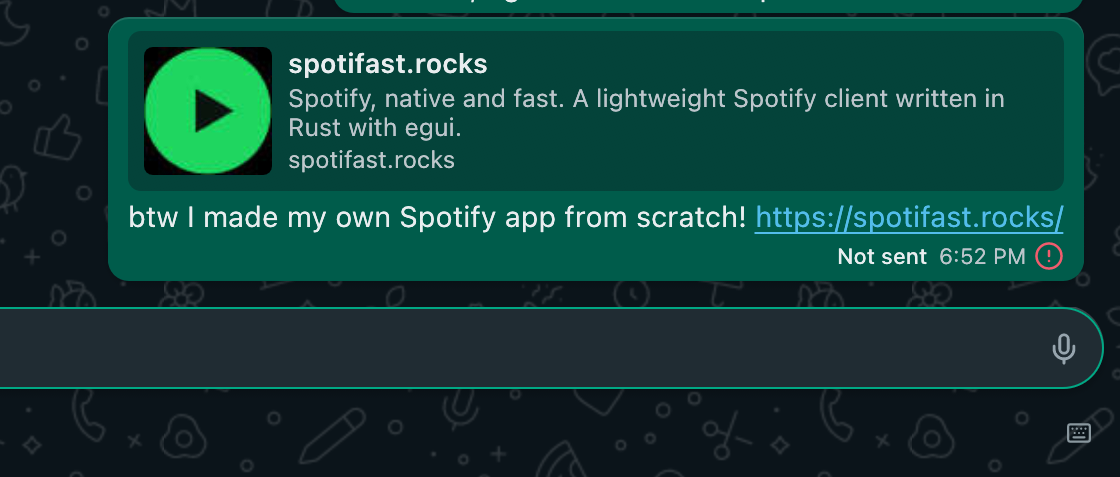 spotifast.rocks
Spotify, native and fast. A lightweight Spotify client written in
Rust with egui.
spotifast.rocks
btw I made my own Spotify app from scratch! https://spotifast.rocks/
Not sent 6:52 PM